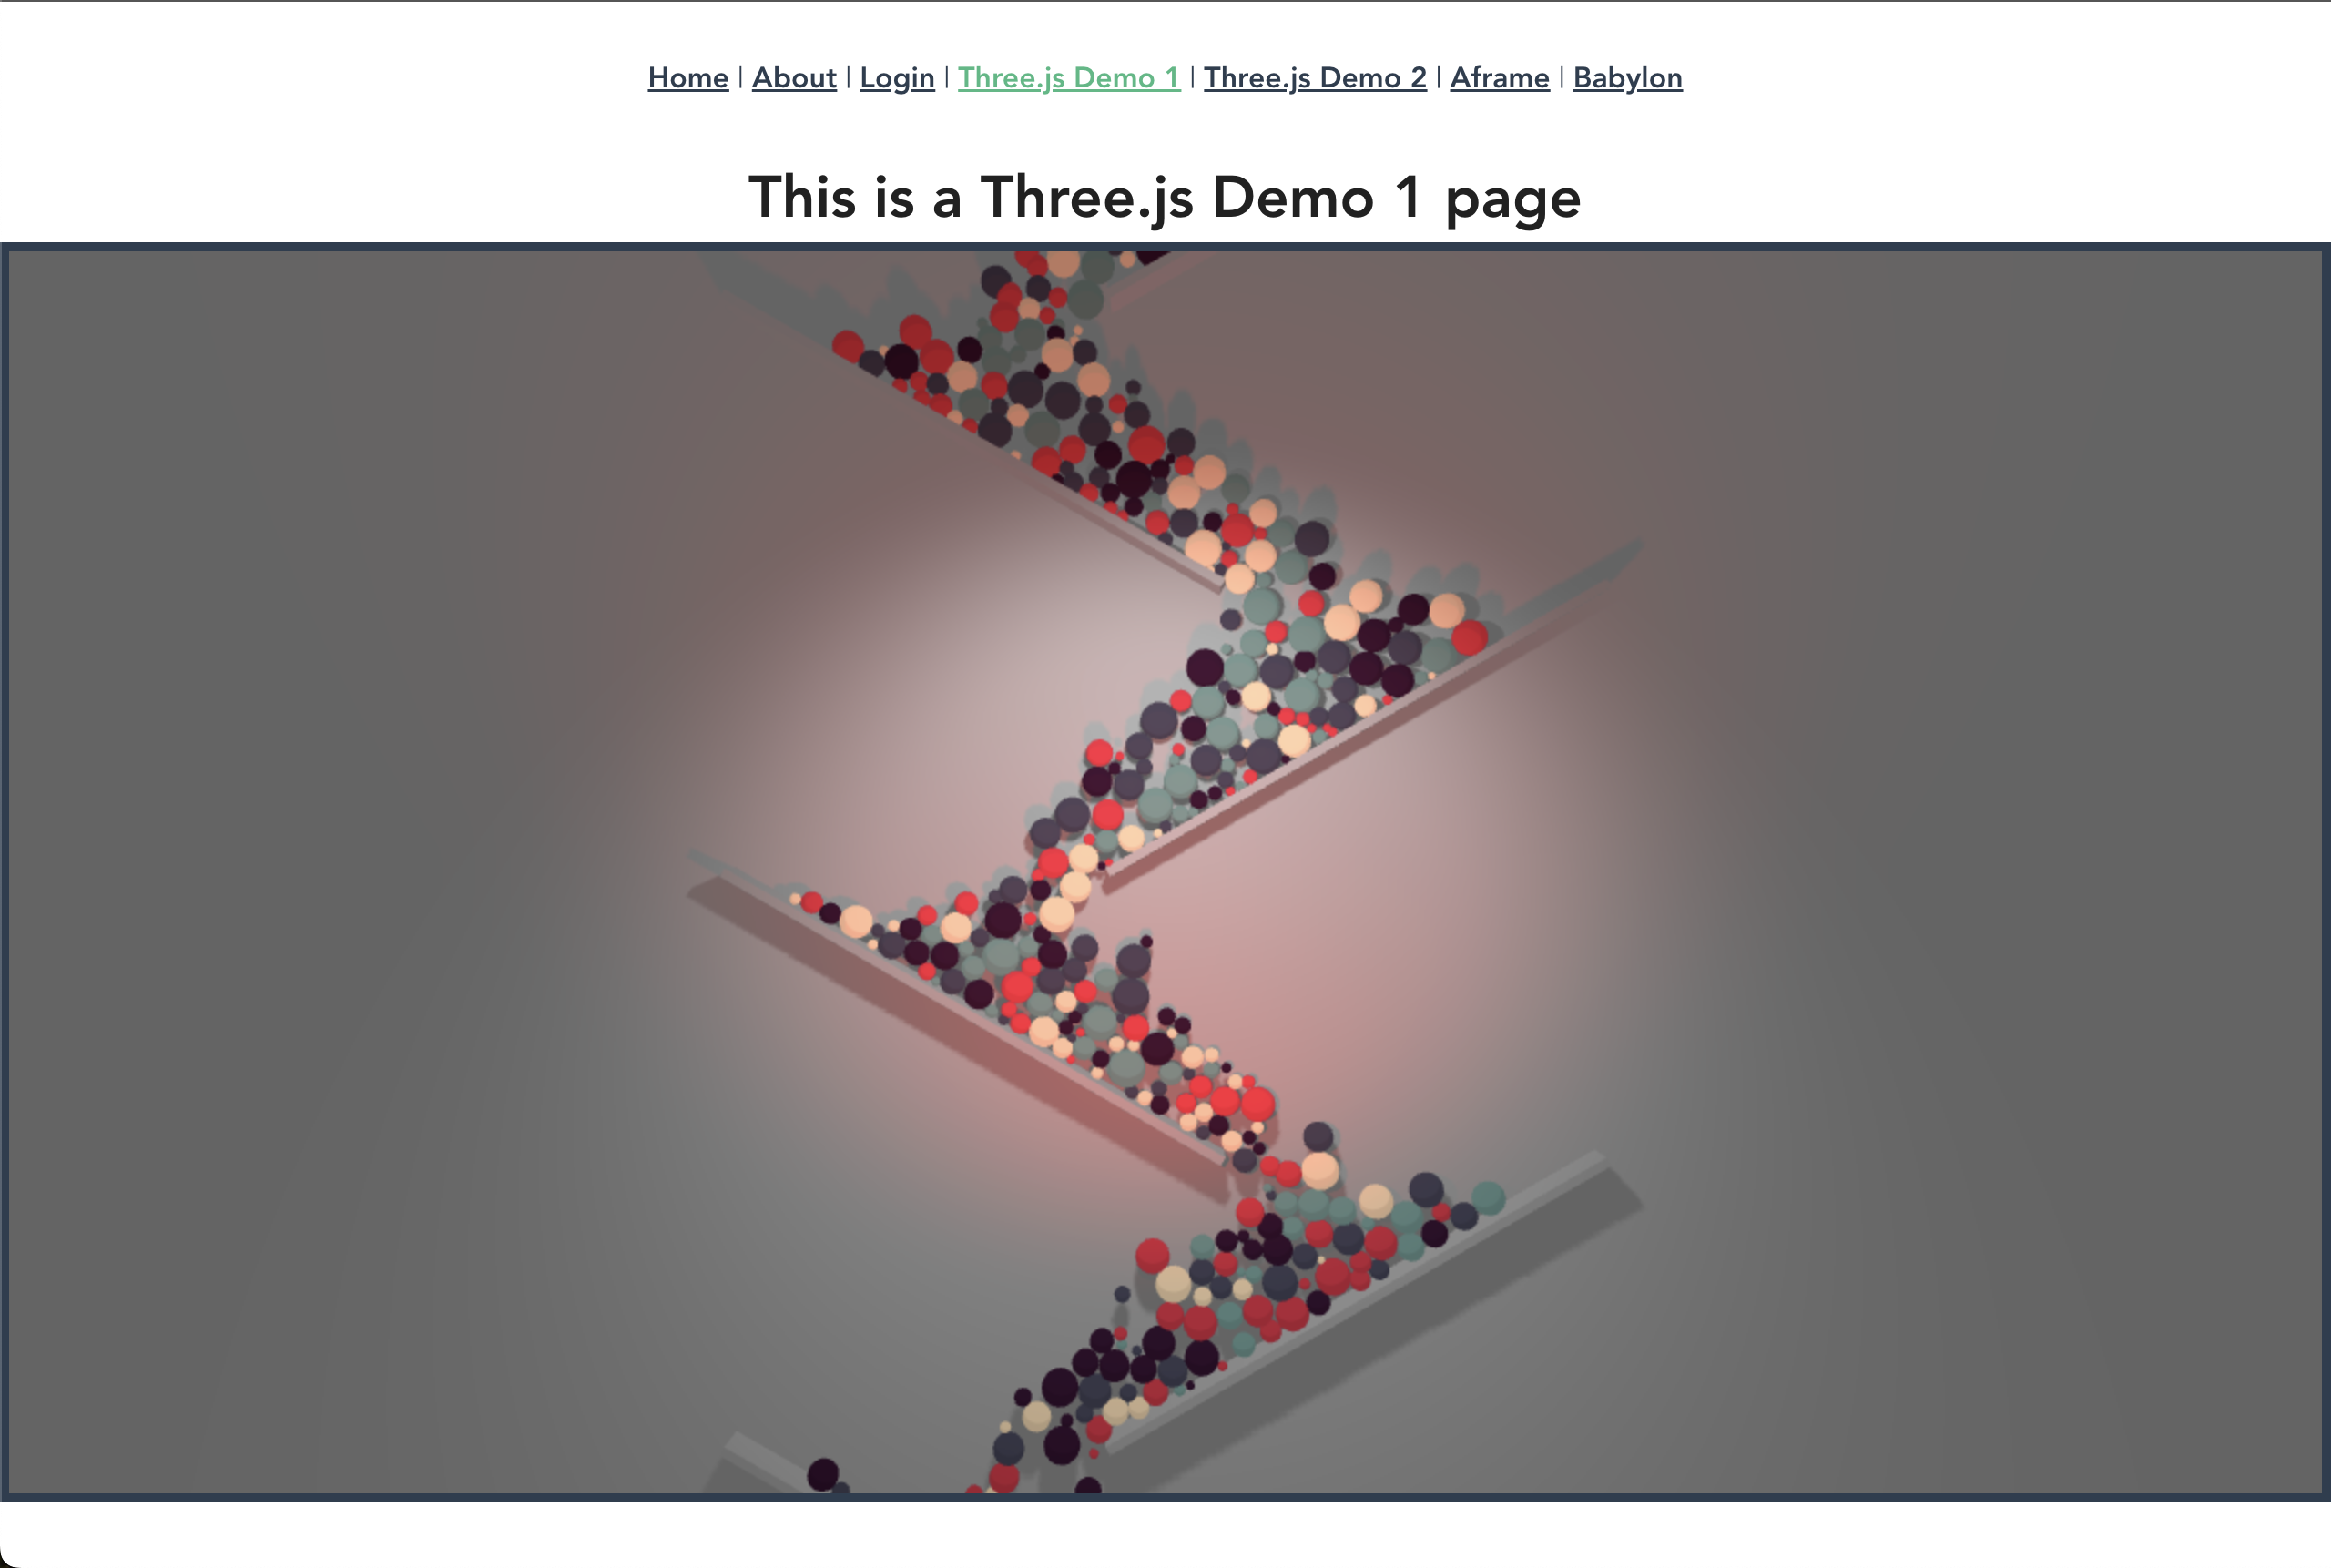 Home | About | Login | Three.js Demo 1 | Three.js Demo 2 | Aframe | Babylon
This is a Three.js Demo 1 page